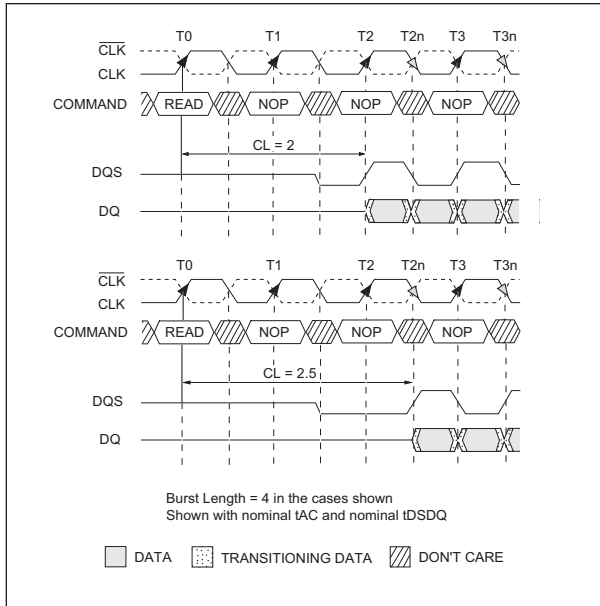 T0 T1 T2 T2n T3 T3n
CLK
CLK
COMMAND READ NOP NOP NOP
CL = 2
DQS
DQ
T0 T1 T2 T2n T3 T3n
CLK
CLK
COMMAND READ NOP NOP NOP
CL = 2.5
DQS
DQ
Burst Length = 4 in the cases shown
Shown with nominal tAC and nominal tDSDQ
DATA TRANSITIONING DATA DON'T CARE